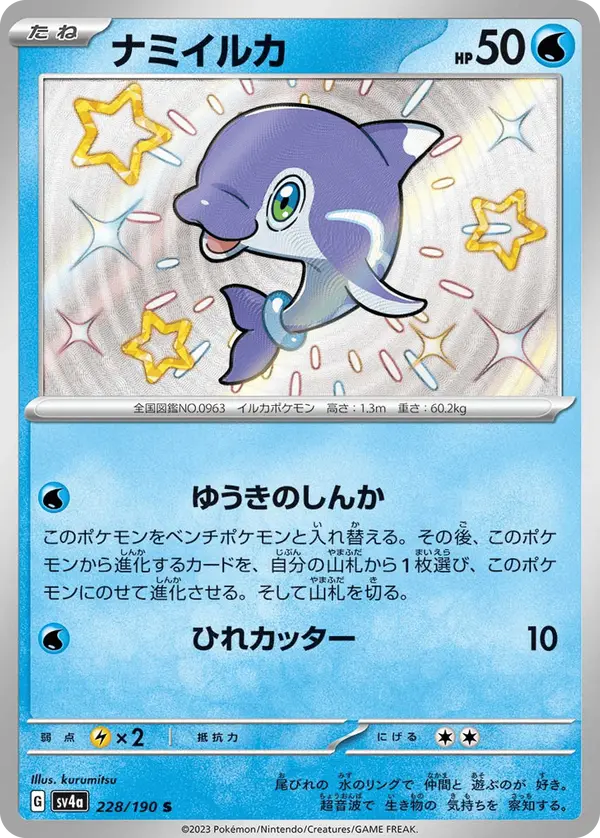 たね ナミイルカ HP50
全国図鑑NO.0963 イルカポケモン 高さ：1.3m 重さ：60.2kg
ゆうきのしんか
このポケモンをベンチポケモンと入れ替える。その後、このポケ
モンから進化するカードを、自分の山札から1枚選び、このポケ
モンにのせて進化させる。そして山札を切る。
ひれカッター 10
弱点 ×2 抵抗力 にげる
Illus. kurumitsu
G sv4a 228/190 S
尾びれの 水のリングで 仲間と 遊ぶのが 好き。
超音波で 生き物の 気持ちを 察知する。
©2023 Pokémon/Nintendo/Creatures/GAME FREAK.